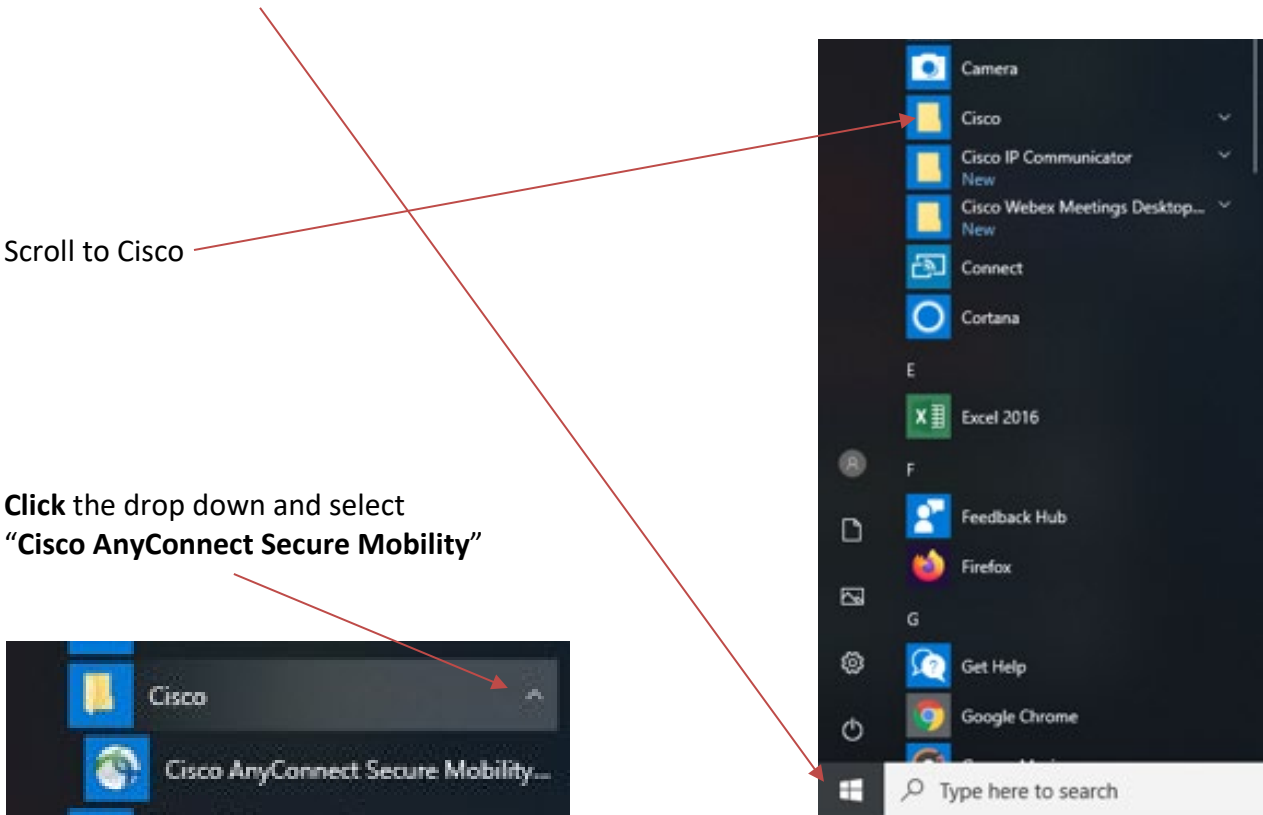 Scroll to Cisco
Click the drop down and select
“Cisco AnyConnect Secure Mobility”
Cisco
Cisco AnyConnect Secure Mobility...
Camera
Cisco
Cisco IP Communicator
New
Cisco Webex Meetings Desktop...
New
Connect
Cortana
E
Excel 2016
F
Feedback Hub
Firefox
G
Get Help
Google Chrome
Type here to search